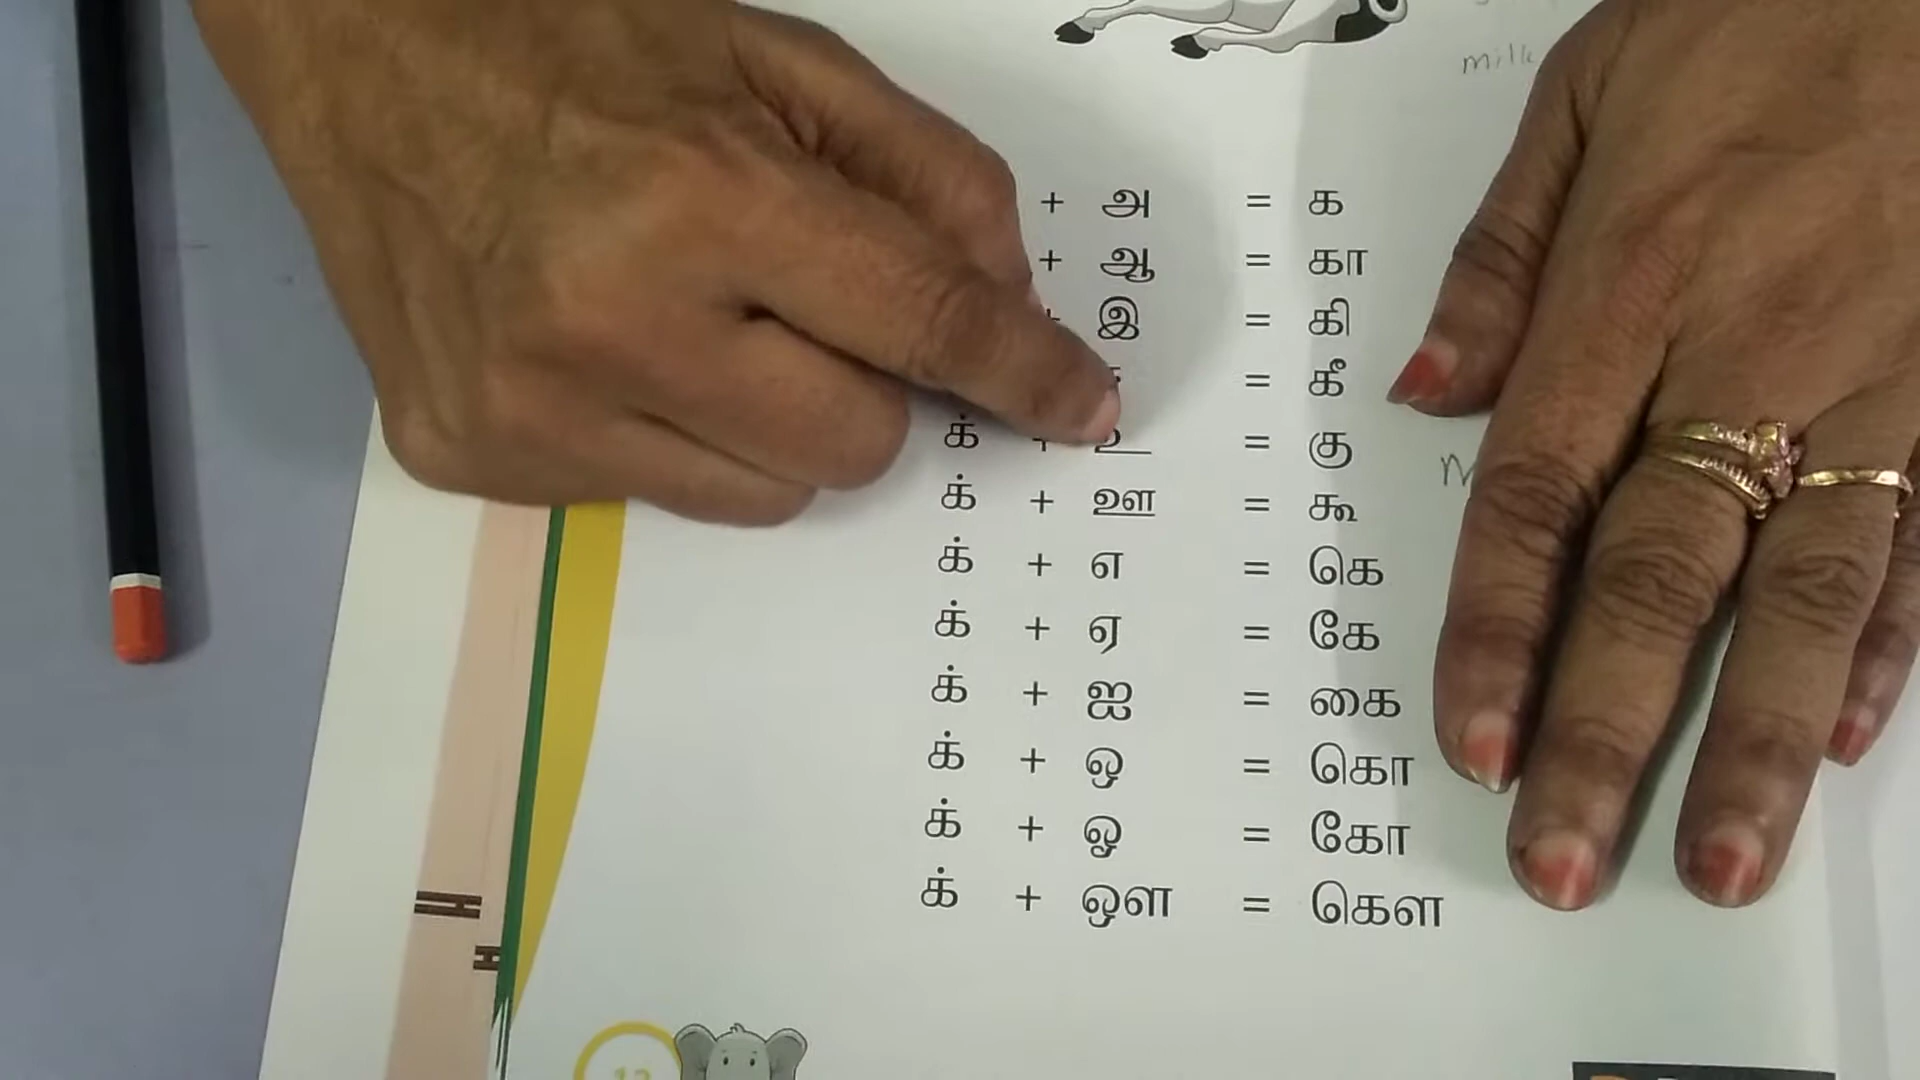 milk
+ அ = க
+ ஆ = கா
+ இ = கி
= கீ
க் + உ = கு
க் + ஊ = கூ
க் + எ = கெ
க் + ஏ = கே
க் + ஐ = கை
க் + ஒ = கொ
க் + ஓ = கோ
க் + ஔ = கௌ